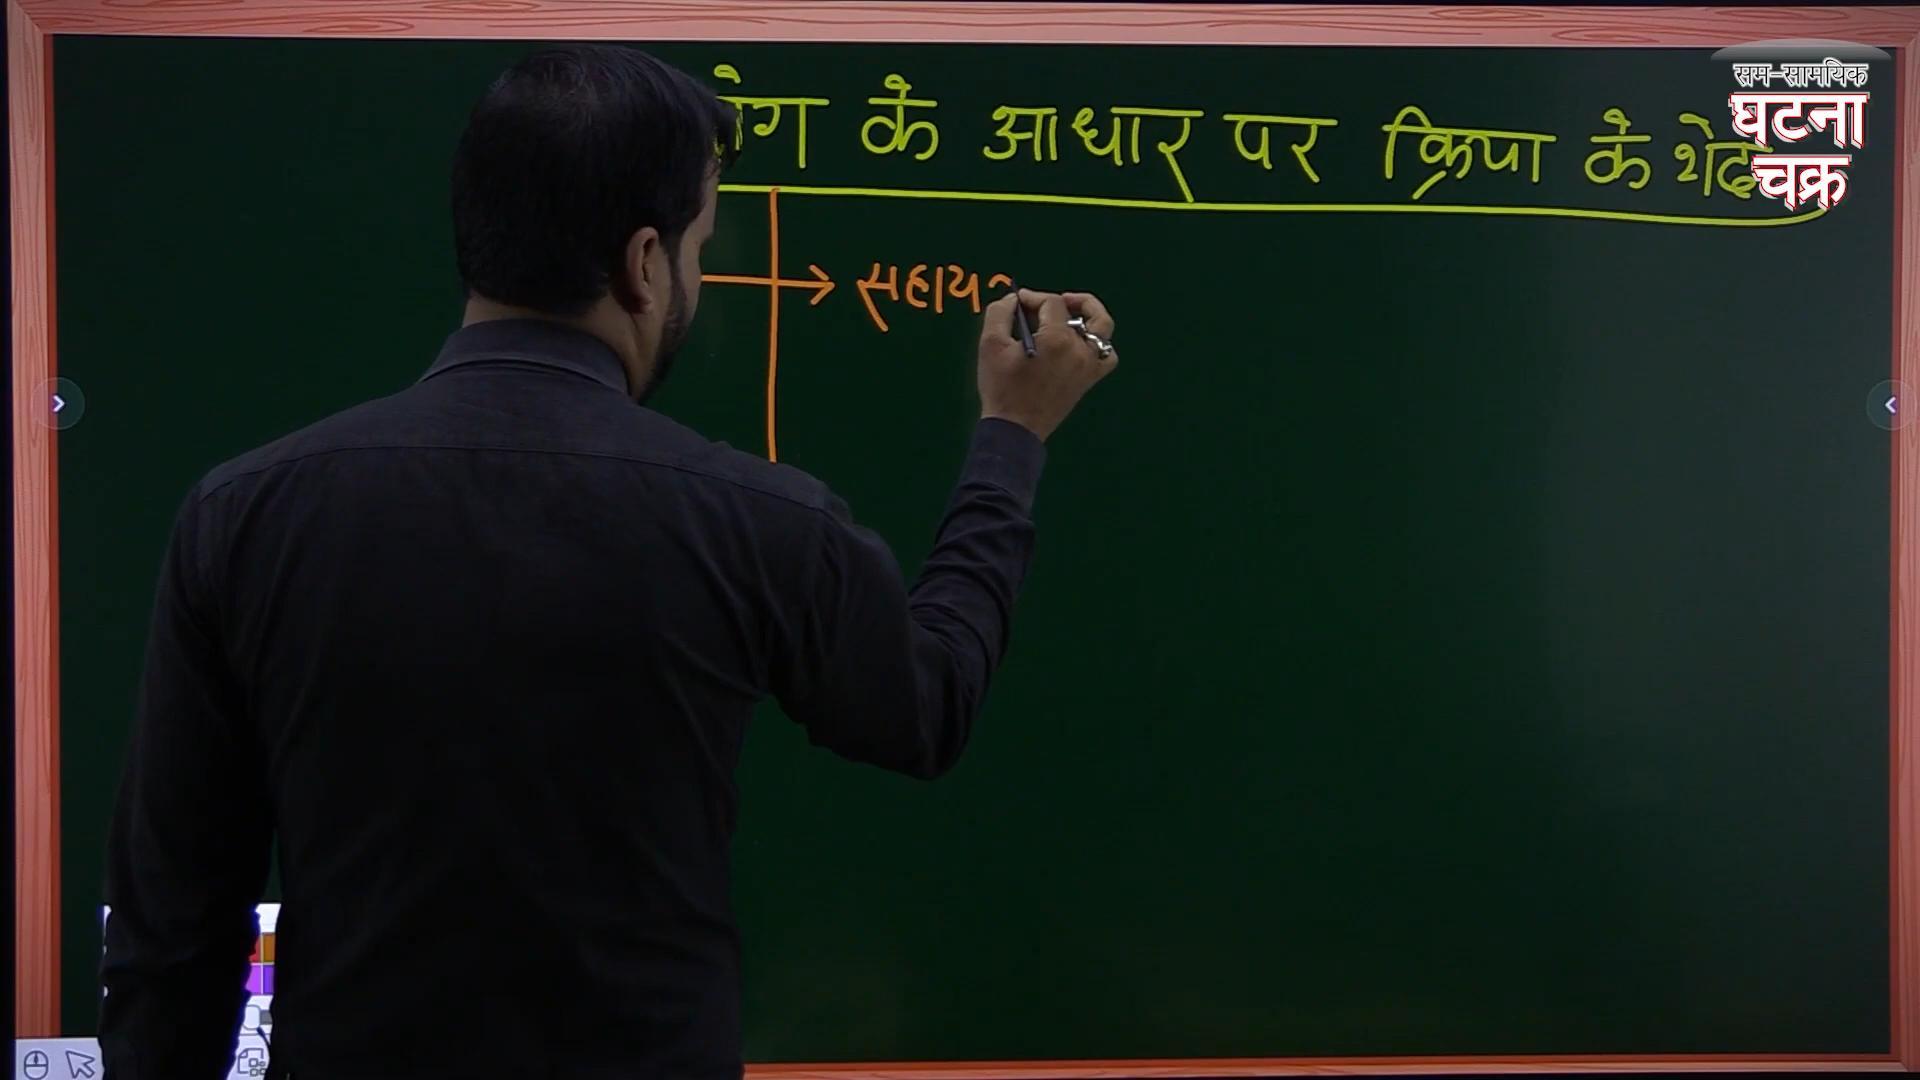 के आधार पर क्रिया के भेद
सहाय
सम-सामयिक
घटना
चक्र